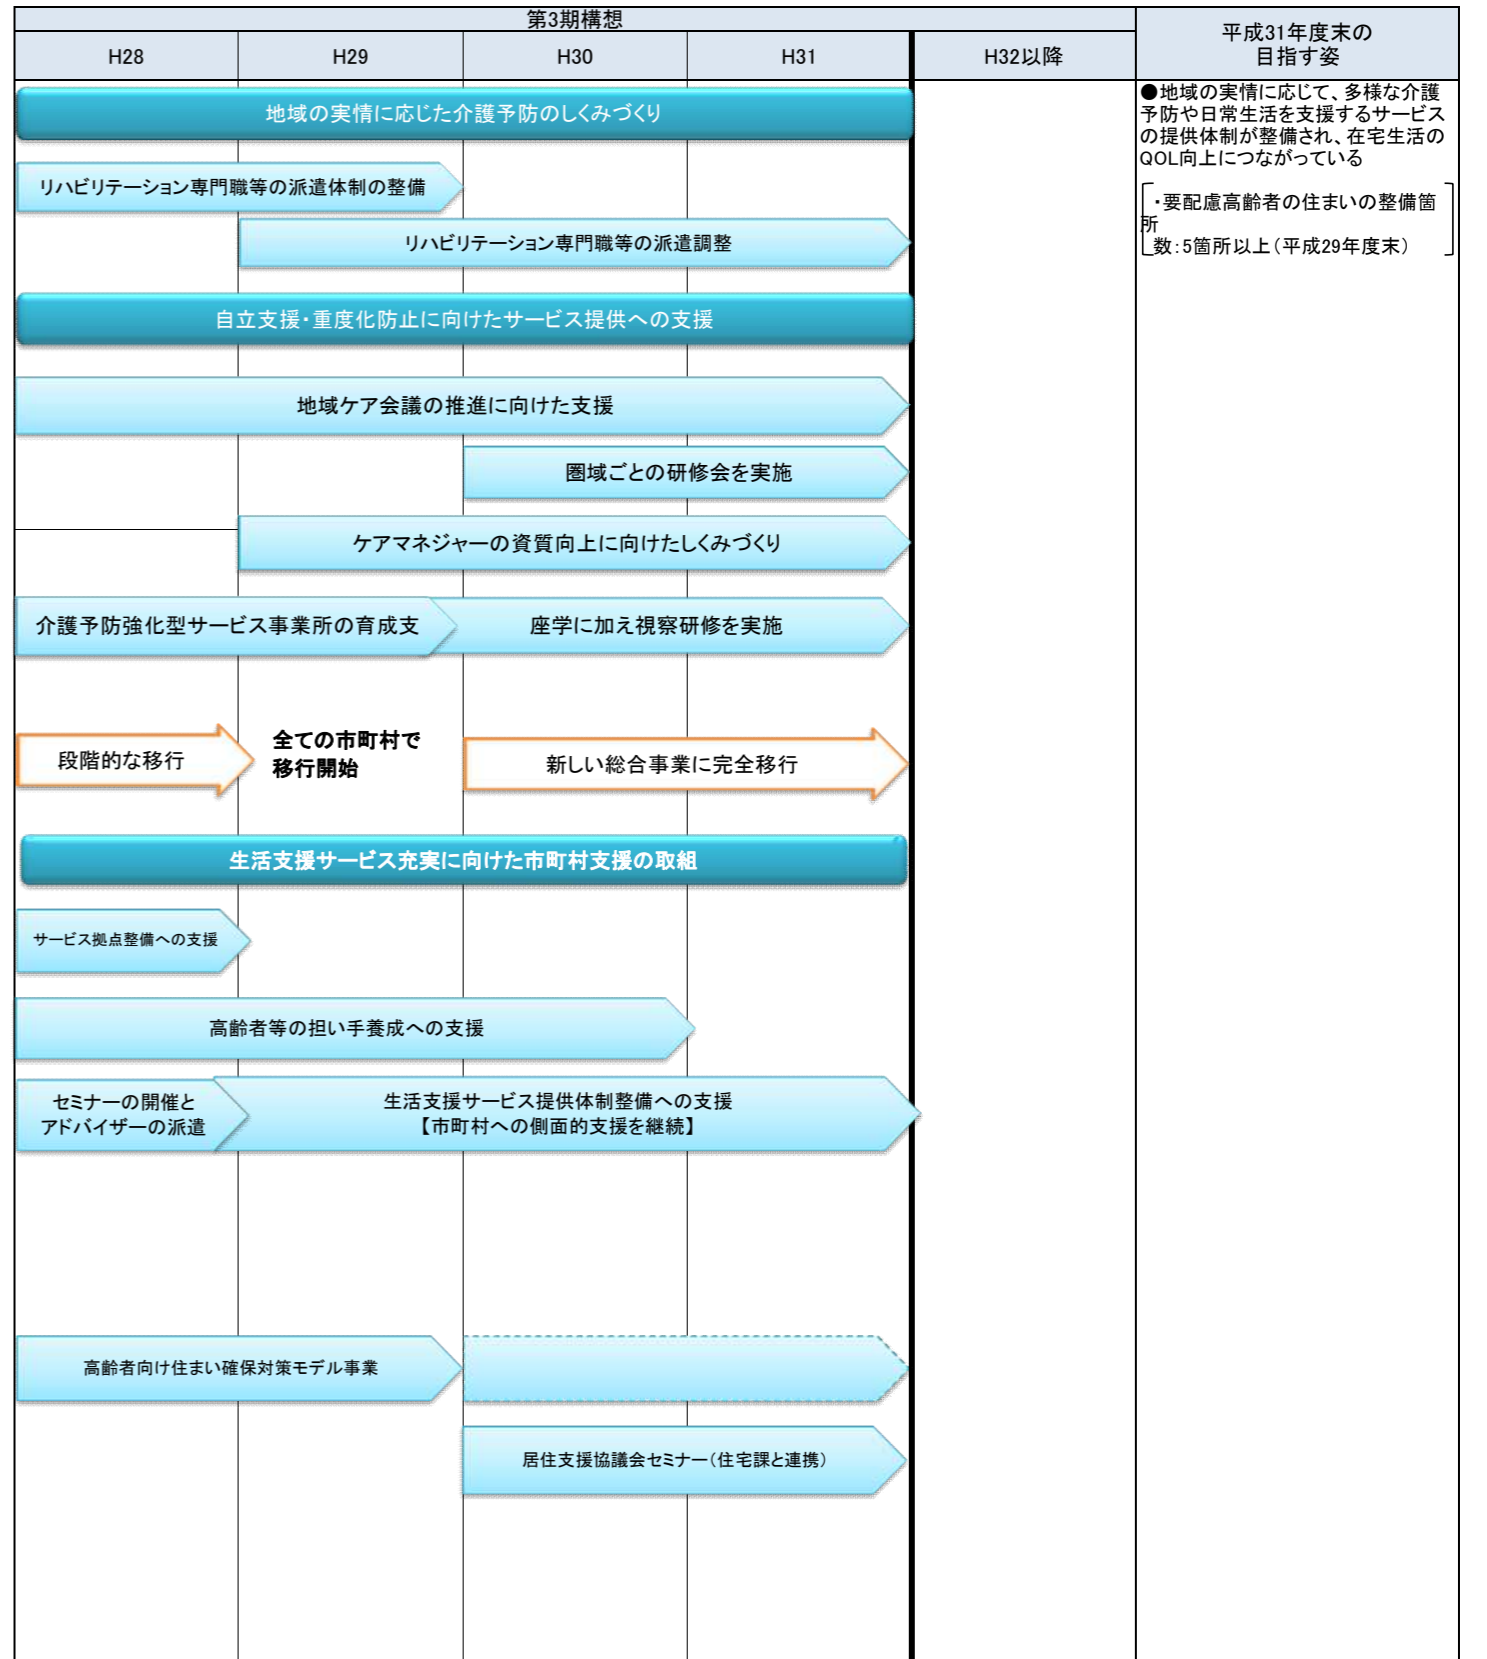 第3期構想
平成31年度末の
目指す姿
H28
H29
H30
H31
H32以降
地域の実情に応じた介護予防のしくみづくり
●地域の実情に応じて、多様な介護
予防や日常生活を支援するサービス
の提供体制が整備され、在宅生活の
QOL向上につながっている
・要配慮高齢者の住まいの整備箇
所
数:5箇所以上(平成29年度末)
リハビリテーション専門職等の派遣体制の整備
リハビリテーション専門職等の派遣調整
自立支援・重度化防止に向けたサービス提供への支援
地域ケア会議の推進に向けた支援
圏域ごとの研修会を実施
ケアマネジャーの資質向上に向けたしくみづくり
介護予防強化型サービス事業所の育成支
座学に加え視察研修を実施
段階的な移行
全ての市町村で
移行開始
新しい総合事業に完全移行
生活支援サービス充実に向けた市町村支援の取組
サービス拠点整備への支援
高齢者等の担い手養成への支援
セミナーの開催と
アドバイザーの派遣
生活支援サービス提供体制整備への支援
【市町村への側面的支援を継続】
高齢者向け住まい確保対策モデル事業
居住支援協議会セミナー(住宅課と連携)